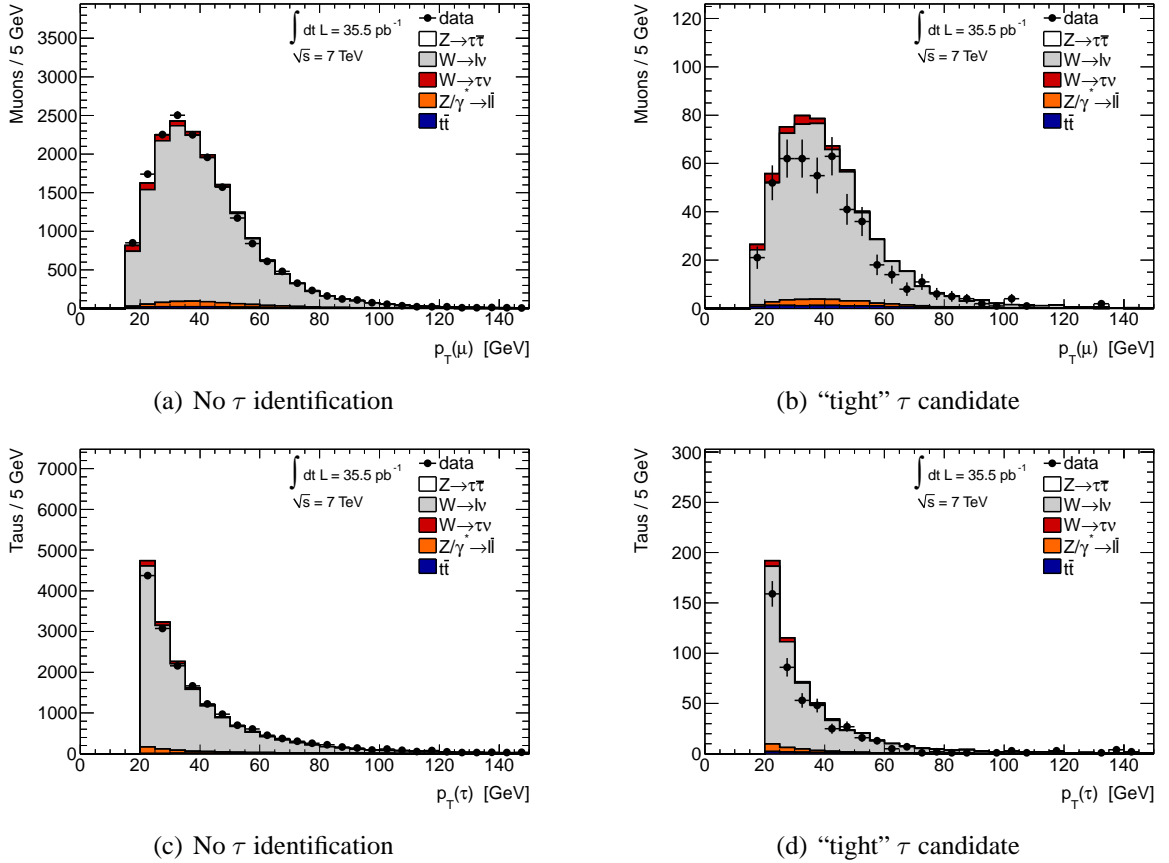 Muons / 5 GeV
3500
3000
2500
2000
1500
1000
500
0
0 20 40 60 80 100 120 140
p_T(μ) [GeV]
∫ dt L = 35.5 pb⁻¹
√s = 7 TeV
data
Z→ττ̄
W→lν
W→τν
Z/γ*→ll̄
tt̄
(a) No τ identification
Muons / 5 GeV
120
100
80
60
40
20
0
0 20 40 60 80 100 120 140
p_T(μ) [GeV]
∫ dt L = 35.5 pb⁻¹
√s = 7 TeV
data
Z→ττ̄
W→lν
W→τν
Z/γ*→ll̄
tt̄
(b) “tight” τ candidate
Taus / 5 GeV
7000
6000
5000
4000
3000
2000
1000
0
0 20 40 60 80 100 120 140
p_T(τ) [GeV]
∫ dt L = 35.5 pb⁻¹
√s = 7 TeV
data
Z→ττ̄
W→lν
W→τν
Z/γ*→ll̄
tt̄
(c) No τ identification
Taus / 5 GeV
300
250
200
150
100
50
0
0 20 40 60 80 100 120 140
p_T(τ) [GeV]
∫ dt L = 35.5 pb⁻¹
√s = 7 TeV
data
Z→ττ̄
W→lν
W→τν
Z/γ*→ll̄
tt̄
(d) “tight” τ candidate